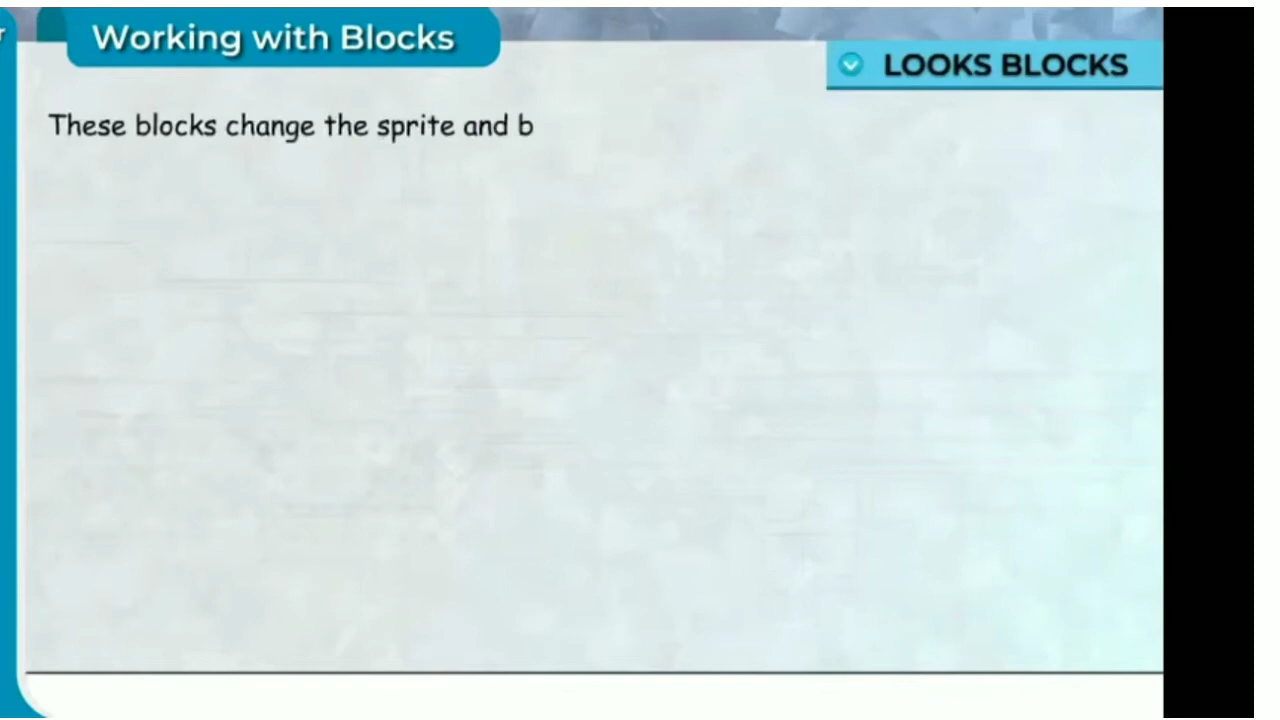 r
Working with Blocks
LOOKS BLOCKS
These blocks change the sprite and b